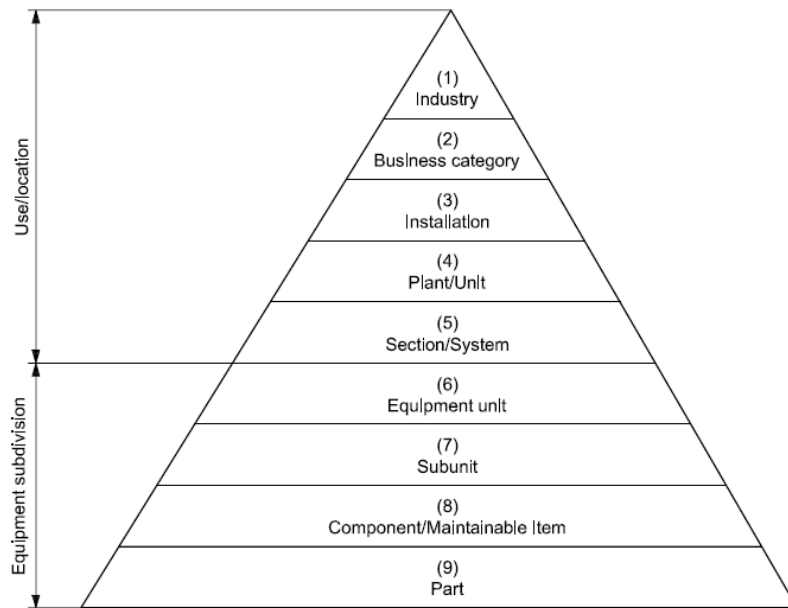 Use/location
Equipment subdivision
(1)
Industry
(2)
Business category
(3)
Installation
(4)
Plant/Unit
(5)
Section/System
(6)
Equipment unit
(7)
Subunit
(8)
Component/Maintainable Item
(9)
Part